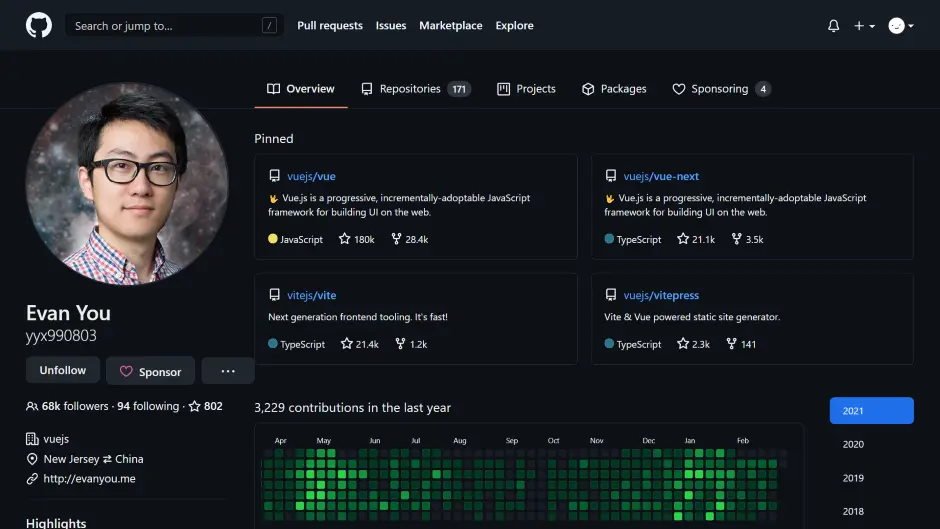 Search or jump to... /
Pull requests Issues Marketplace Explore
Overview Repositories 171 Projects Packages Sponsoring 4
Evan You
yyx990803
Unfollow Sponsor ...
68k followers · 94 following · 802
vuejs
New Jersey ⇄ China
http://evanyou.me
Highlights
Pinned
vuejs/vue
🖖 Vue.js is a progressive, incrementally-adoptable JavaScript
framework for building UI on the web.
JavaScript 180k 28.4k
vuejs/vue-next
🖖 Vue.js is a progressive, incrementally-adoptable JavaScript
framework for building UI on the web.
TypeScript 21.1k 3.5k
vitejs/vite
Next generation frontend tooling. It's fast!
TypeScript 21.4k 1.2k
vuejs/vitepress
Vite & Vue powered static site generator.
TypeScript 2.3k 141
3,229 contributions in the last year
Apr May Jun Jul Aug Sep Oct Nov Dec Jan Feb
2021
2020
2019
2018